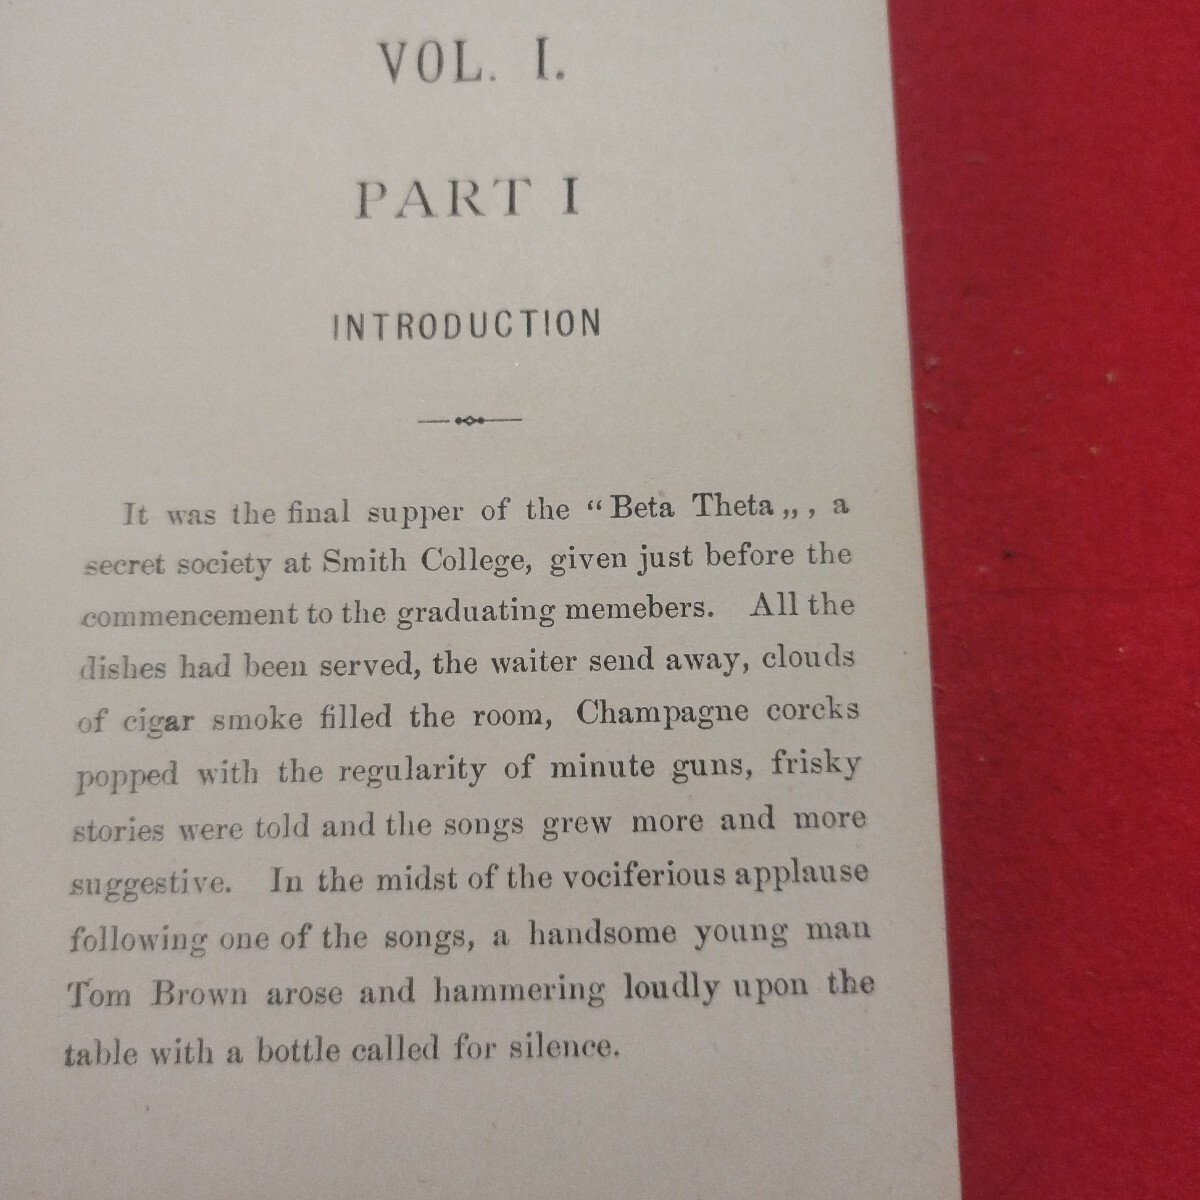 VOL. I.
PART I
INTRODUCTION
It was the final supper of the “Beta Theta„, a
secret society at Smith College, given just before the
commencement to the graduating memebers. All the
dishes had been served, the waiter send away, clouds
of cigar smoke filled the room, Champagne corcks
popped with the regularity of minute guns, frisky
stories were told and the songs grew more and more
suggestive. In the midst of the vociferious applause
following one of the songs, a handsome young man
Tom Brown arose and hammering loudly upon the
table with a bottle called for silence.